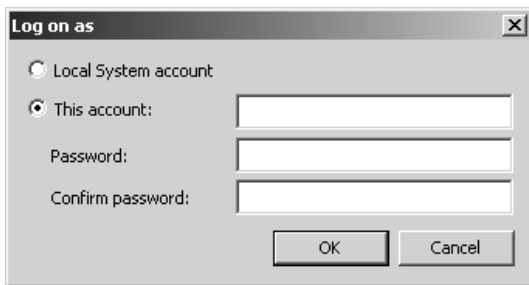 Log on as
Local System account
This account:
Password:
Confirm password:
OK Cancel